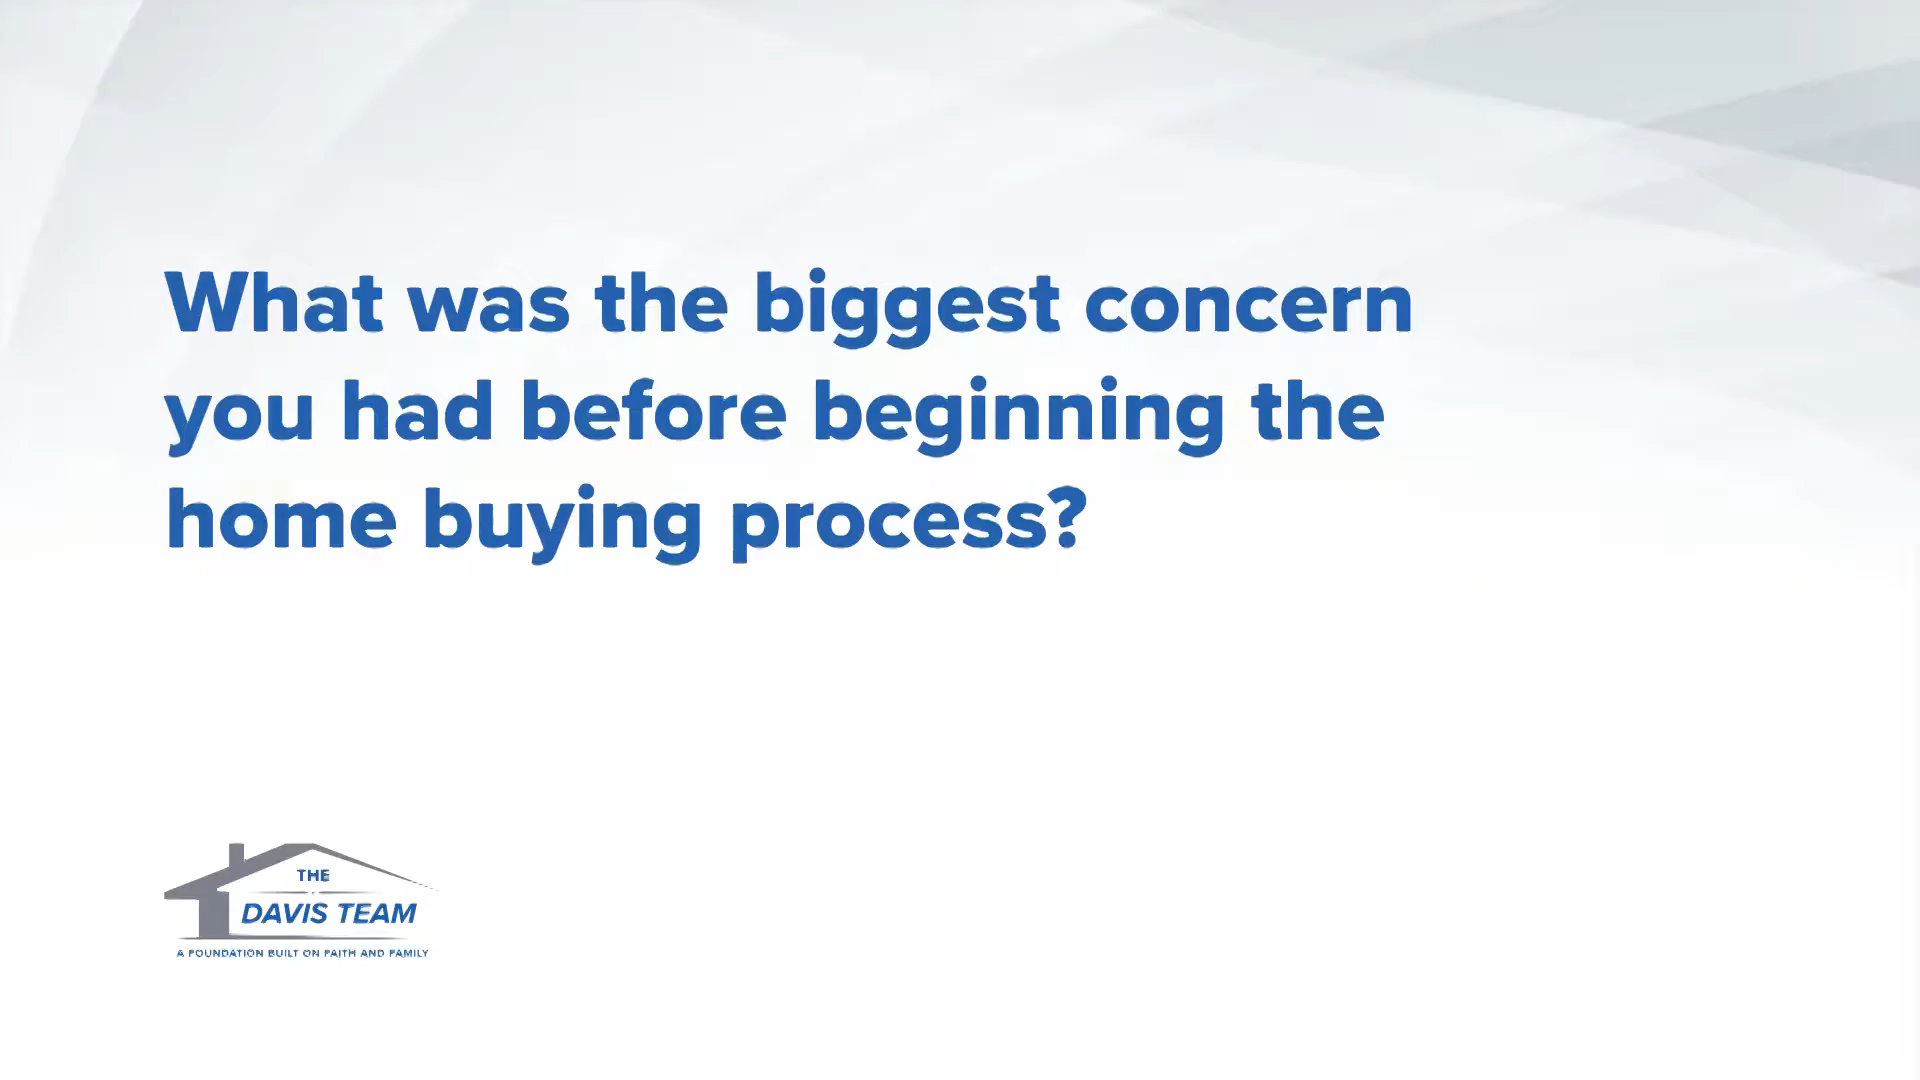 What was the biggest concern
you had before beginning the
home buying process?
THE
DAVIS TEAM
A FOUNDATION BUILT ON FAITH AND FAMILY